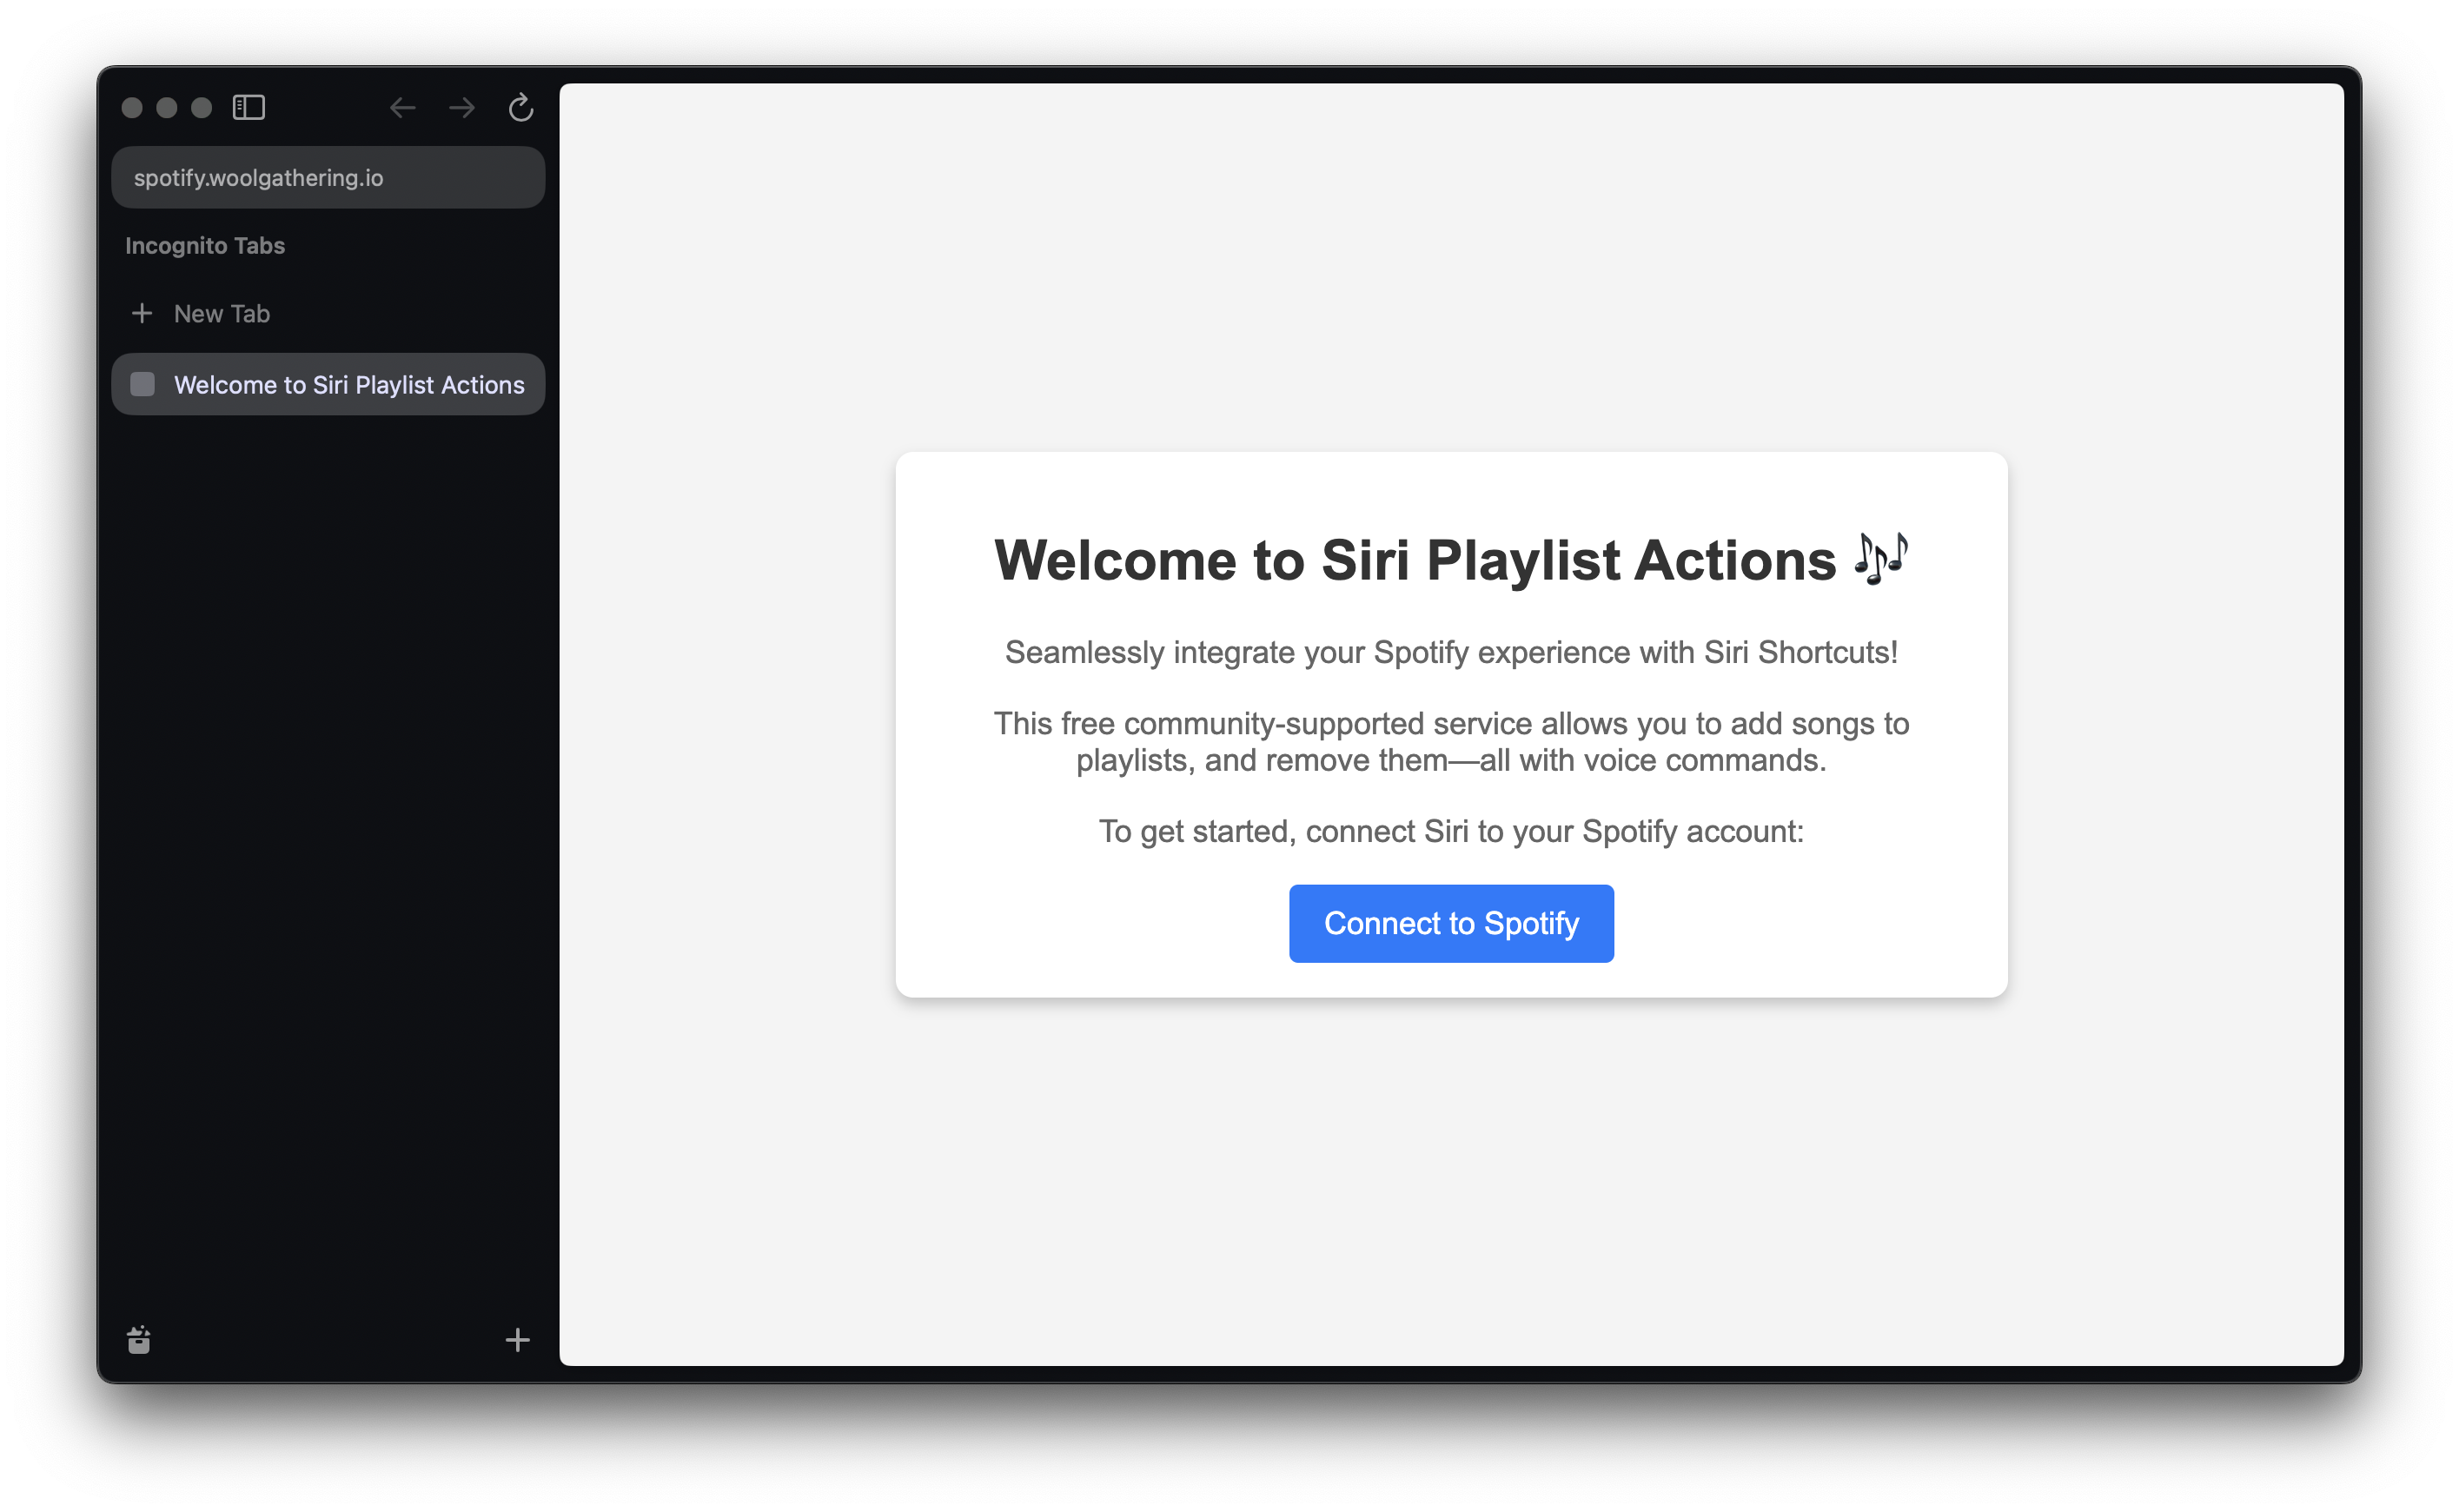 spotify.woolgathering.io
Incognito Tabs
New Tab
Welcome to Siri Playlist Actions
Welcome to Siri Playlist Actions 🎶
Seamlessly integrate your Spotify experience with Siri Shortcuts!
This free community-supported service allows you to add songs to
playlists, and remove them—all with voice commands.
To get started, connect Siri to your Spotify account:
Connect to Spotify